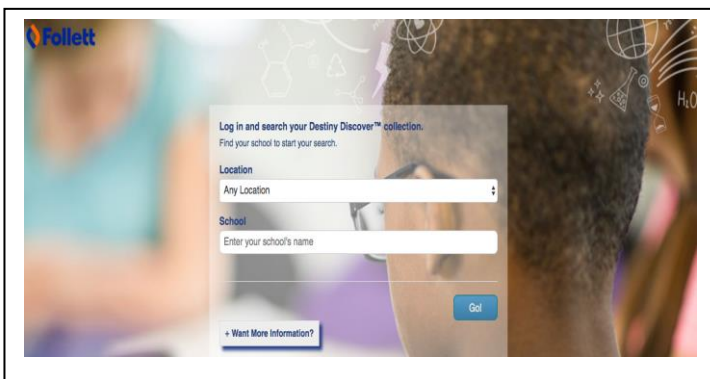 Follett
H₂O
Log in and search your Destiny Discover™ collection.
Find your school to start your search.
Location
Any Location
School
Enter your school's name
Go!
+ Want More Information?